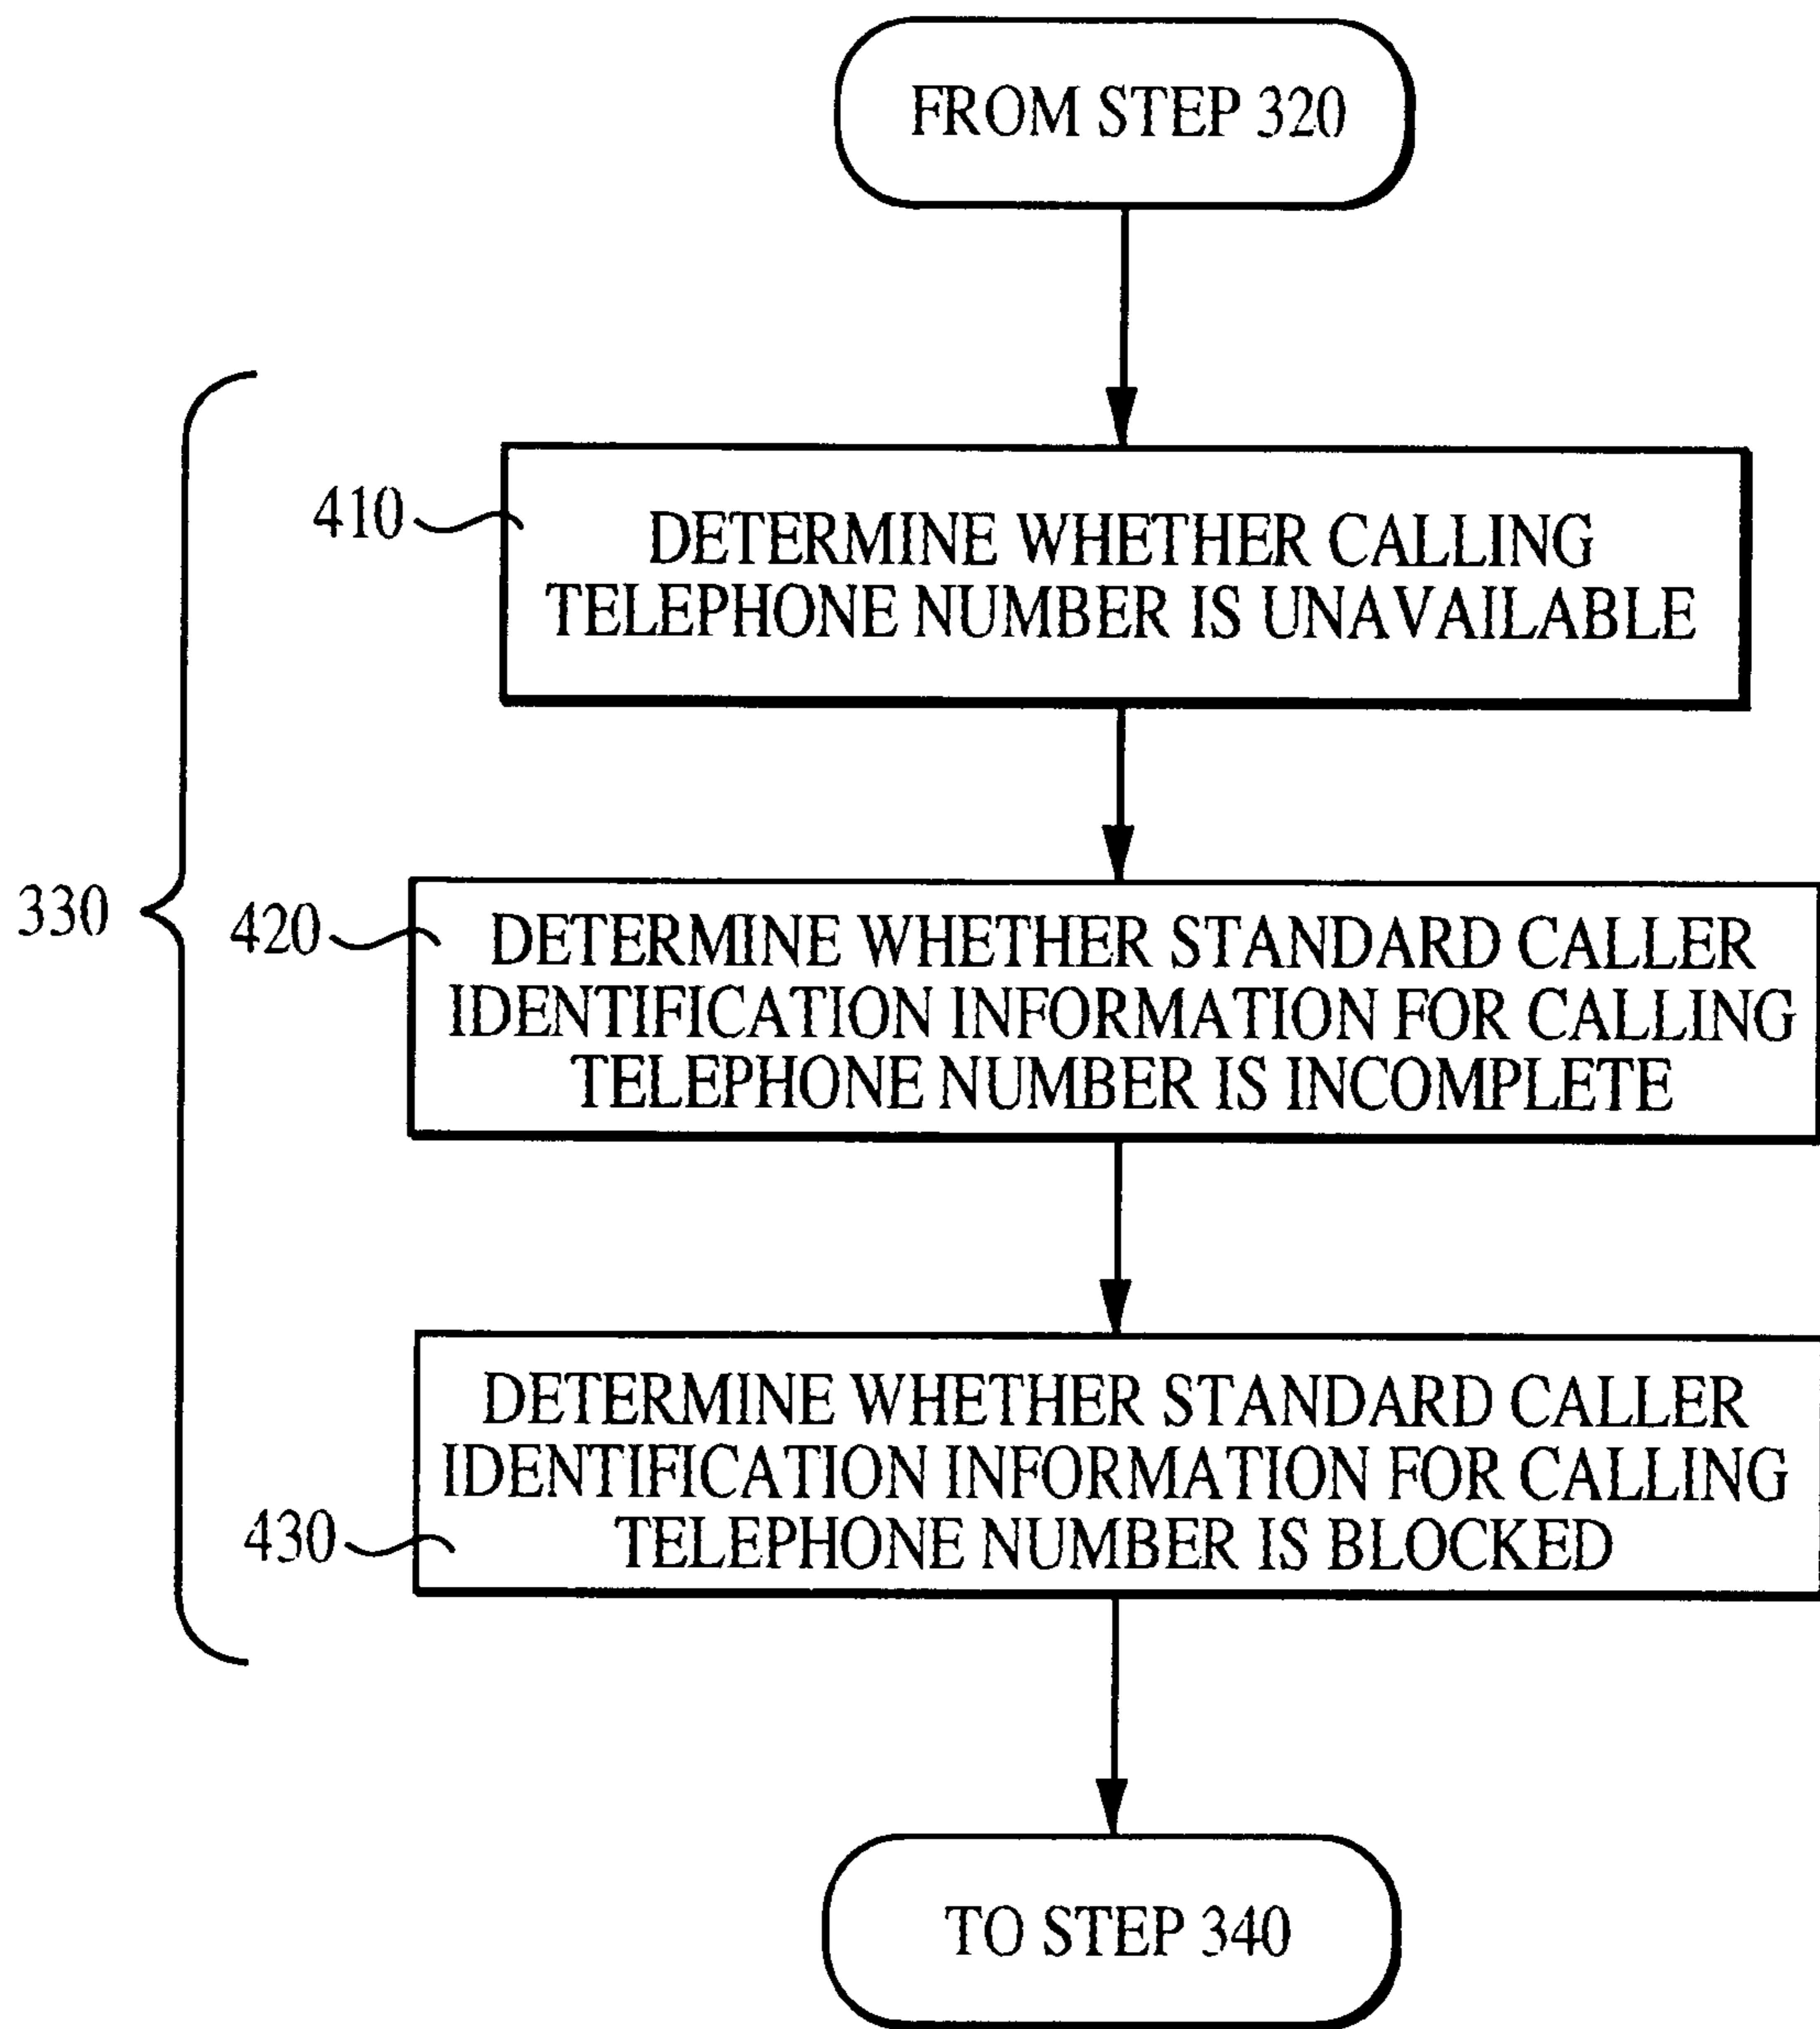 FROM STEP 320
410
DETERMINE WHETHER CALLING
TELEPHONE NUMBER IS UNAVAILABLE
330
420
DETERMINE WHETHER STANDARD CALLER
IDENTIFICATION INFORMATION FOR CALLING
TELEPHONE NUMBER IS INCOMPLETE
DETERMINE WHETHER STANDARD CALLER
IDENTIFICATION INFORMATION FOR CALLING
TELEPHONE NUMBER IS BLOCKED
430
TO STEP 340